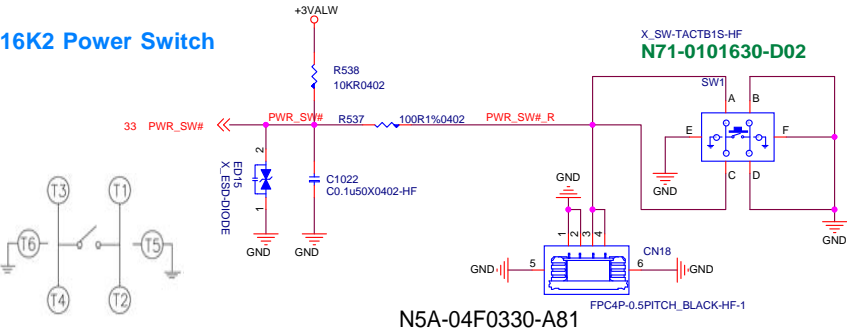 +3VALW
16K2 Power Switch
X_SW-TACTB1S-HF
N71-0101630-D02
R538
10KR0402
SW1
A B
33 PWR_SW#
PWR_SW#
R537
100R1%0402
PWR_SW#_R
E
F
2
ED15
X_ESD-DIODE
1
C1022
C0.1u50X0402-HF
C D
GND
GND
T3
T1
GND
1
2
3
4
T6
T5
GND
GND
CN18
GND
5
6
GND
T4
T2
FPC4P-0.5PITCH_BLACK-HF-1
N5A-04F0330-A81